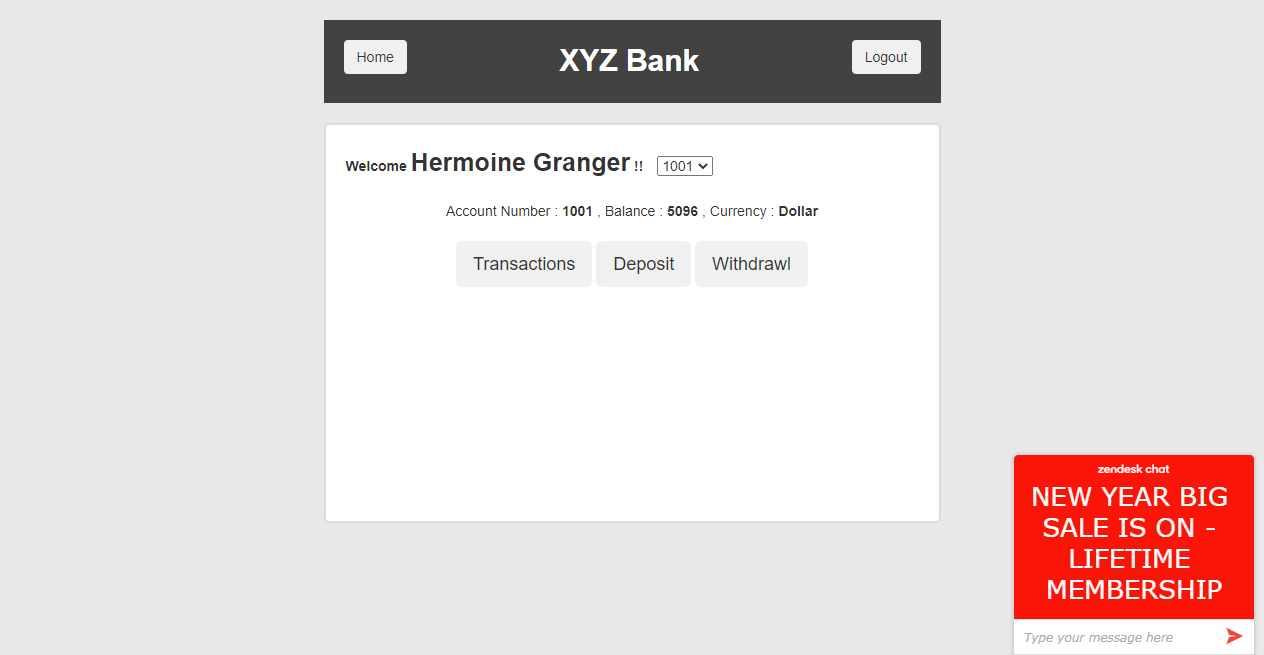 Home
XYZ Bank
Logout
Welcome Hermoine Granger !! 1001
Account Number : 1001 , Balance : 5096 , Currency : Dollar
Transactions Deposit Withdrawl
zendesk chat
NEW YEAR BIG
SALE IS ON -
LIFETIME
MEMBERSHIP
Type your message here